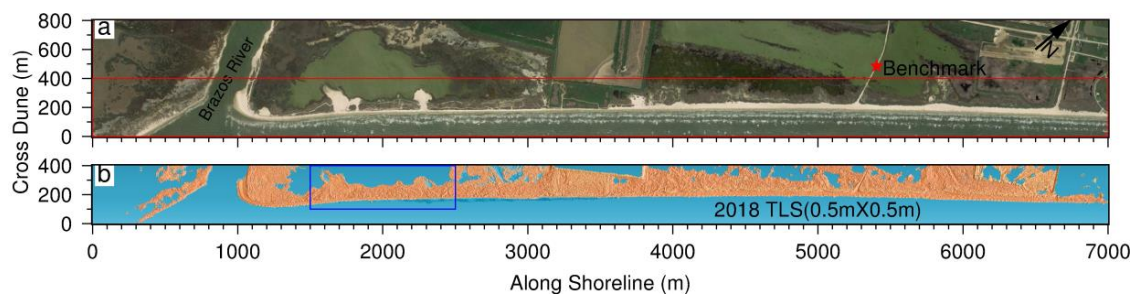 a
800
600
400
200
0
Cross Dune (m)
Brazos River
Benchmark
N
b
400
200
0
2018 TLS(0.5mX0.5m)
0 1000 2000 3000 4000 5000 6000 7000
Along Shoreline (m)